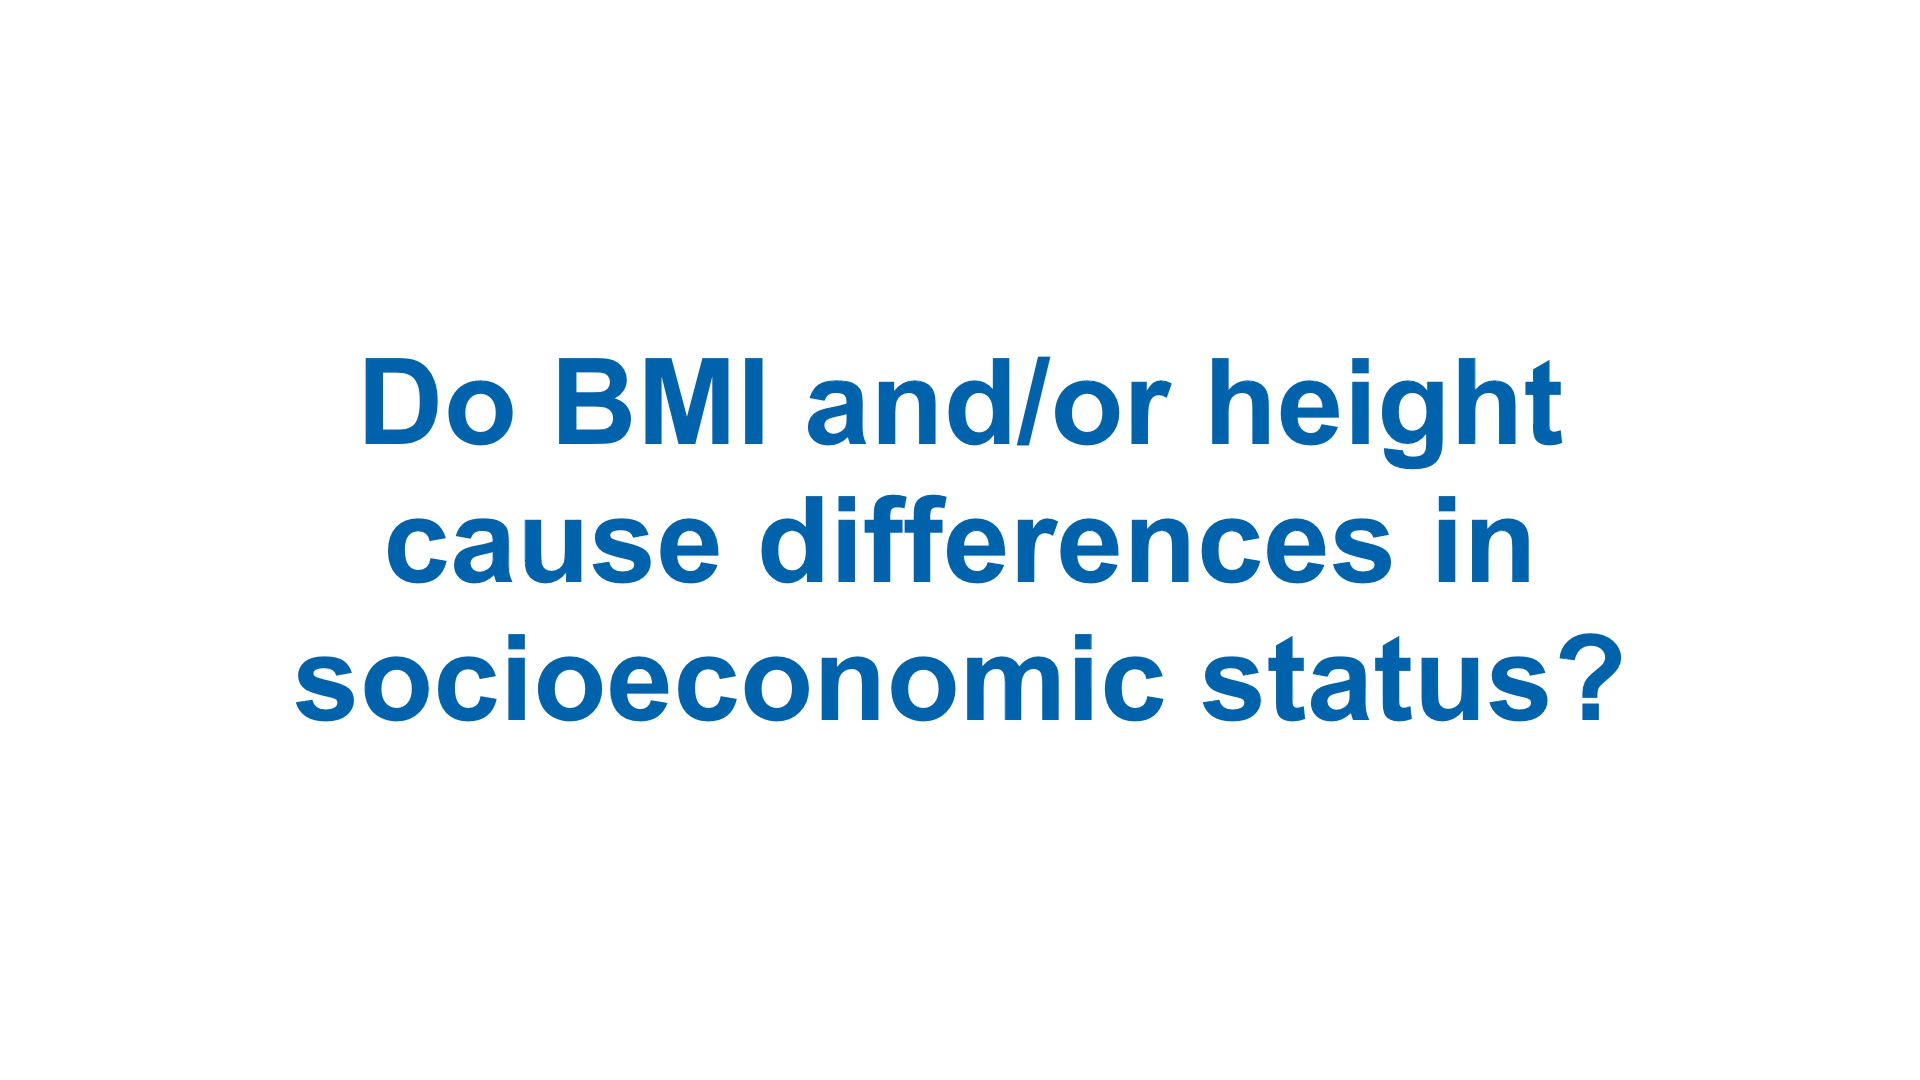 Do BMI and/or height
cause differences in
socioeconomic status?